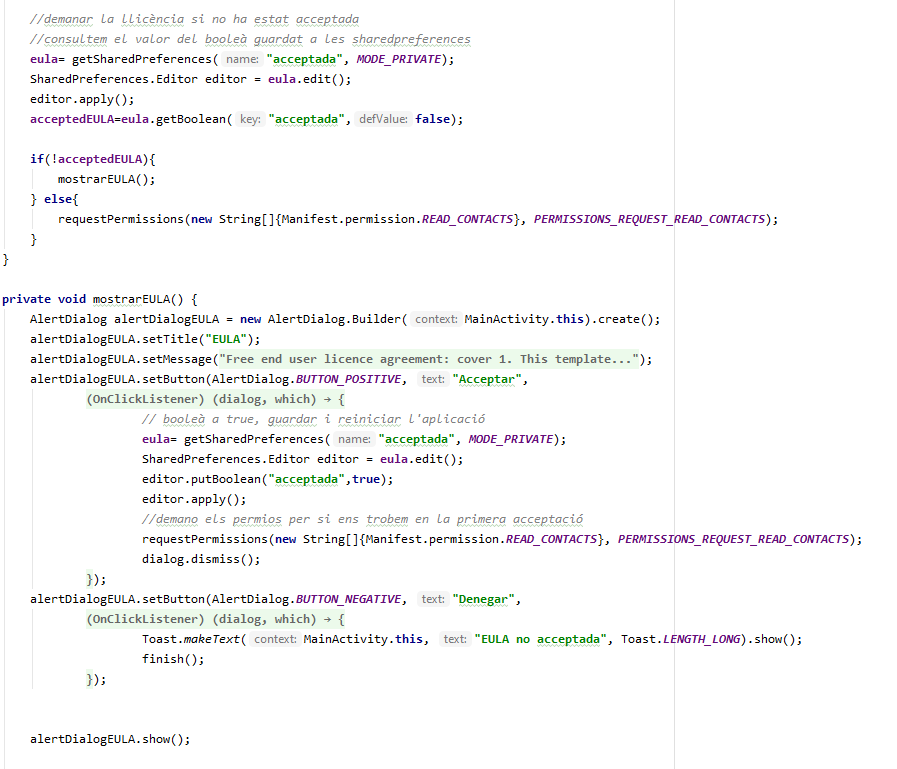 //demanar la llicència si no ha estat acceptada
//consultem el valor del booleà guardat a les sharedpreferences
eula= getSharedPreferences( name: "acceptada", MODE_PRIVATE);
SharedPreferences.Editor editor = eula.edit();
editor.apply();
acceptedEULA=eula.getBoolean( key: "acceptada", defValue: false);
if(!acceptedEULA){
mostrarEULA();
} else{
requestPermissions(new String[]{Manifest.permission.READ_CONTACTS}, PERMISSIONS_REQUEST_READ_CONTACTS);
}
}
private void mostrarEULA() {
AlertDialog alertDialogEULA = new AlertDialog.Builder( context: MainActivity.this).create();
alertDialogEULA.setTitle("EULA");
alertDialogEULA.setMessage("Free end user licence agreement: cover 1. This template...");
alertDialogEULA.setButton(AlertDialog.BUTTON_POSITIVE, text: "Acceptar",
(OnClickListener) (dialog, which) → {
// booleà a true, guardar i reiniciar l'aplicació
eula= getSharedPreferences( name: "acceptada", MODE_PRIVATE);
SharedPreferences.Editor editor = eula.edit();
editor.putBoolean("acceptada",true);
editor.apply();
//demano els permios per si ens trobem en la primera acceptació
requestPermissions(new String[]{Manifest.permission.READ_CONTACTS}, PERMISSIONS_REQUEST_READ_CONTACTS);
dialog.dismiss();
});
alertDialogEULA.setButton(AlertDialog.BUTTON_NEGATIVE, text: "Denegar",
(OnClickListener) (dialog, which) → {
Toast.makeText( context: MainActivity.this, text: "EULA no acceptada", Toast.LENGTH_LONG).show();
finish();
});
alertDialogEULA.show();